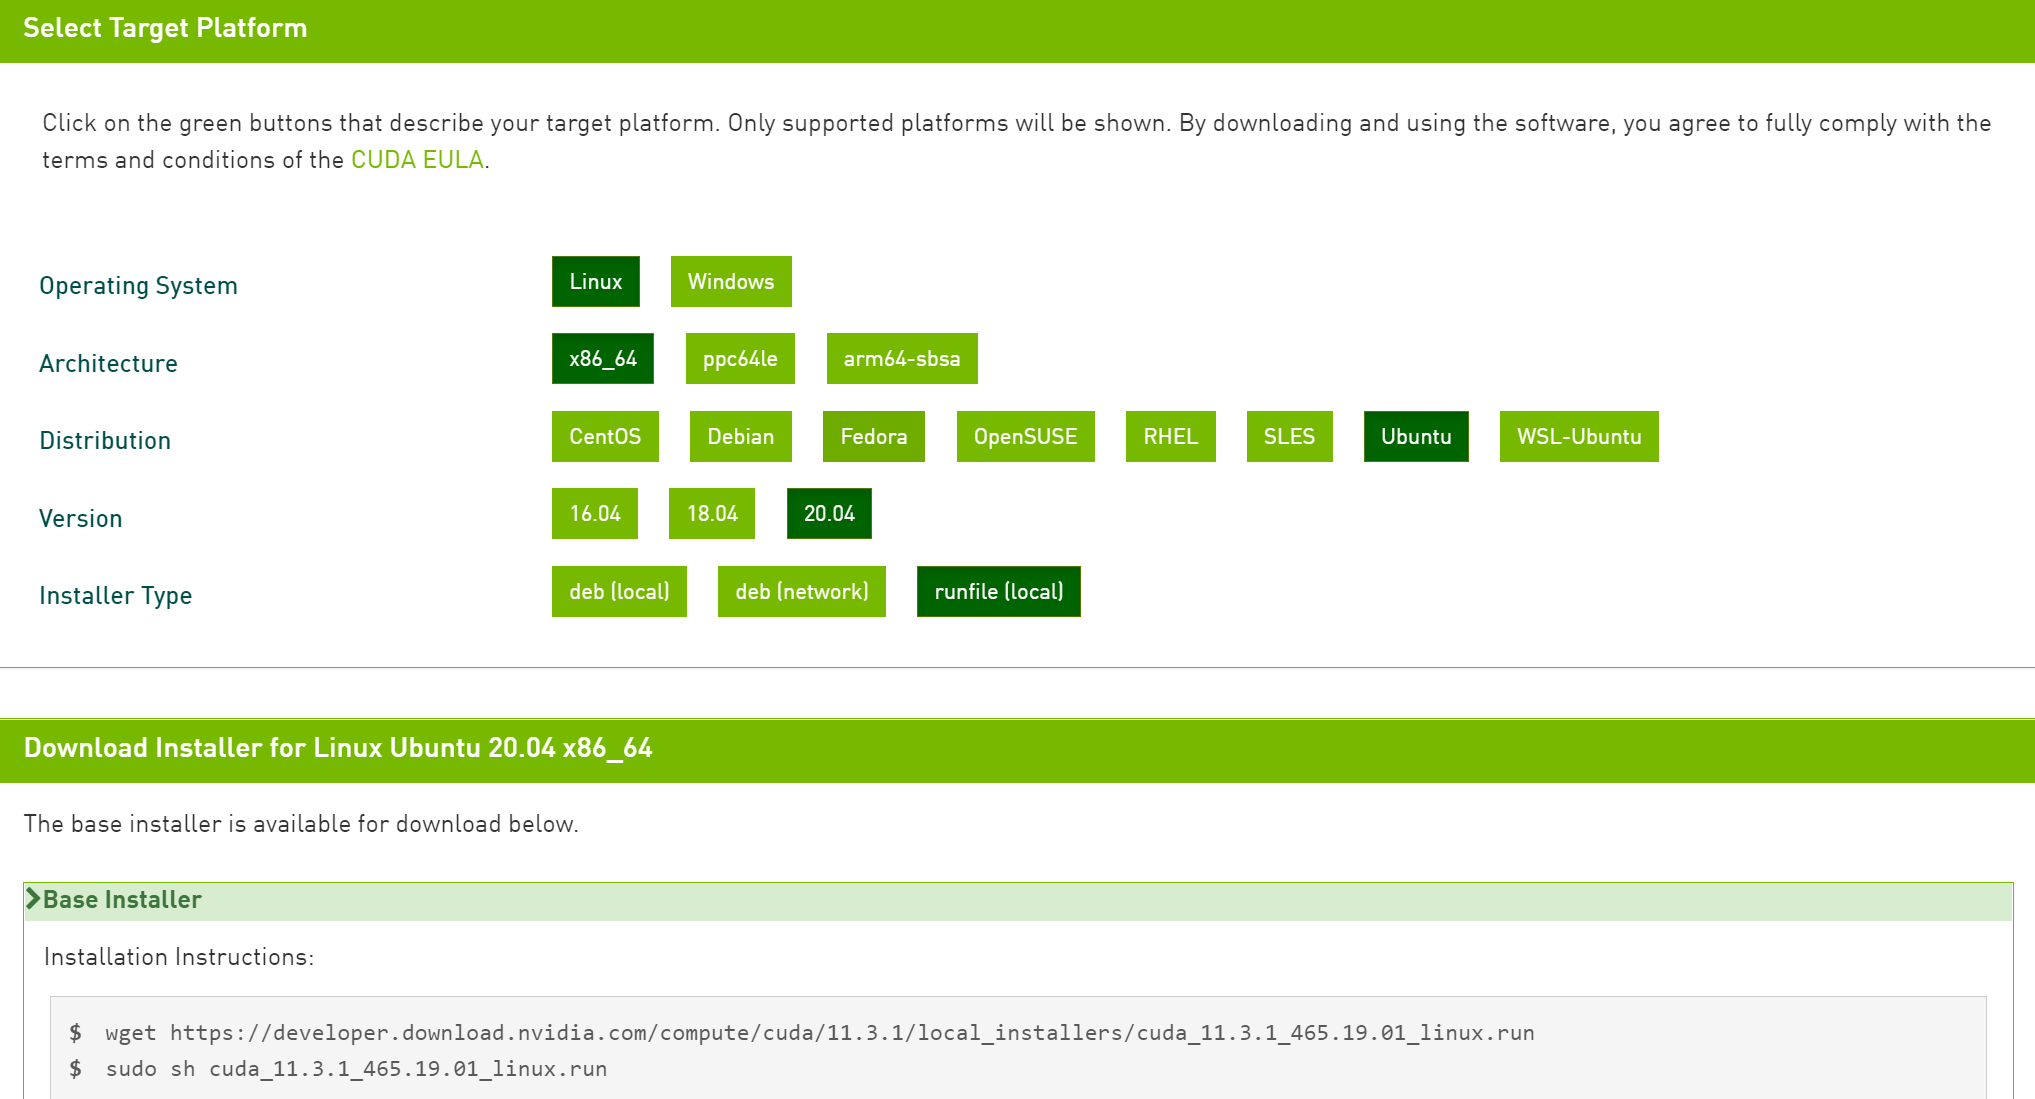 Select Target Platform
Click on the green buttons that describe your target platform. Only supported platforms will be shown. By downloading and using the software, you agree to fully comply with the
terms and conditions of the CUDA EULA.
Operating System Linux Windows
Architecture x86_64 ppc64le arm64-sbsa
Distribution CentOS Debian Fedora OpenSUSE RHEL SLES Ubuntu WSL-Ubuntu
Version 16.04 18.04 20.04
Installer Type deb (local) deb (network) runfile (local)
Download Installer for Linux Ubuntu 20.04 x86_64
The base installer is available for download below.
Base Installer
Installation Instructions:
$ wget https://developer.download.nvidia.com/compute/cuda/11.3.1/local_installers/cuda_11.3.1_465.19.01_linux.run
$ sudo sh cuda_11.3.1_465.19.01_linux.run